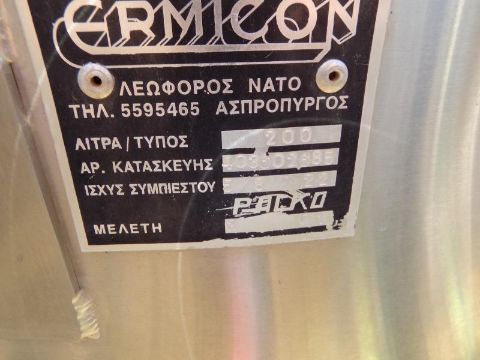 ERMICON
ΛΕΩΦΟΡΟΣ ΝΑΤΟ
ΤΗΛ. 5595465 ΑΣΠΡΟΠΥΡΓΟΣ
ΛΙΤΡΑ/ΤΥΠΟΣ 200
ΑΡ. ΚΑΤΑΣΚΕΥΗΣ
ΙΣΧΥΣ ΣΥΜΠΙΕΣΤΟΥ
PACKO
ΜΕΛΕΤΗ